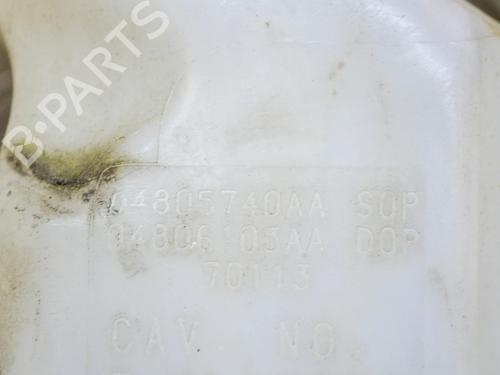 B-PARTS
04805740AA SOP
04806103AA DOP
70113
CAV. NO.